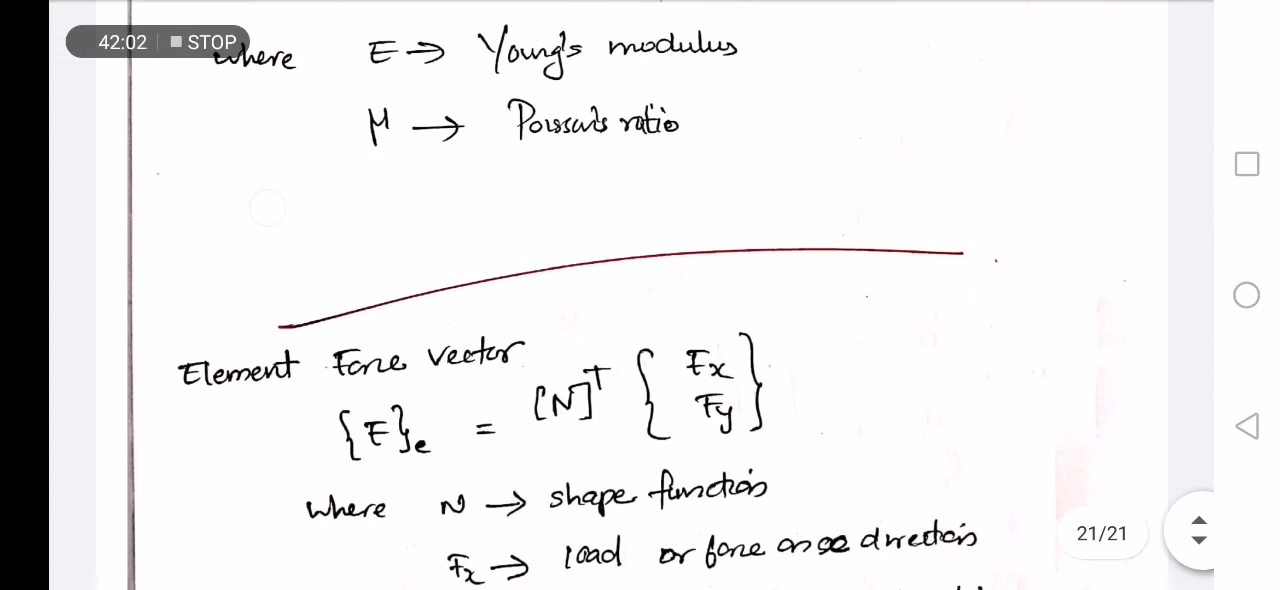 42:02 STOP
where E → Young's modulus
μ → Poisson's ratio
Element Force vector
{F}e = [N]T { Fx
Fy }
where N → shape function
Fx → load or force on x direction
21/21